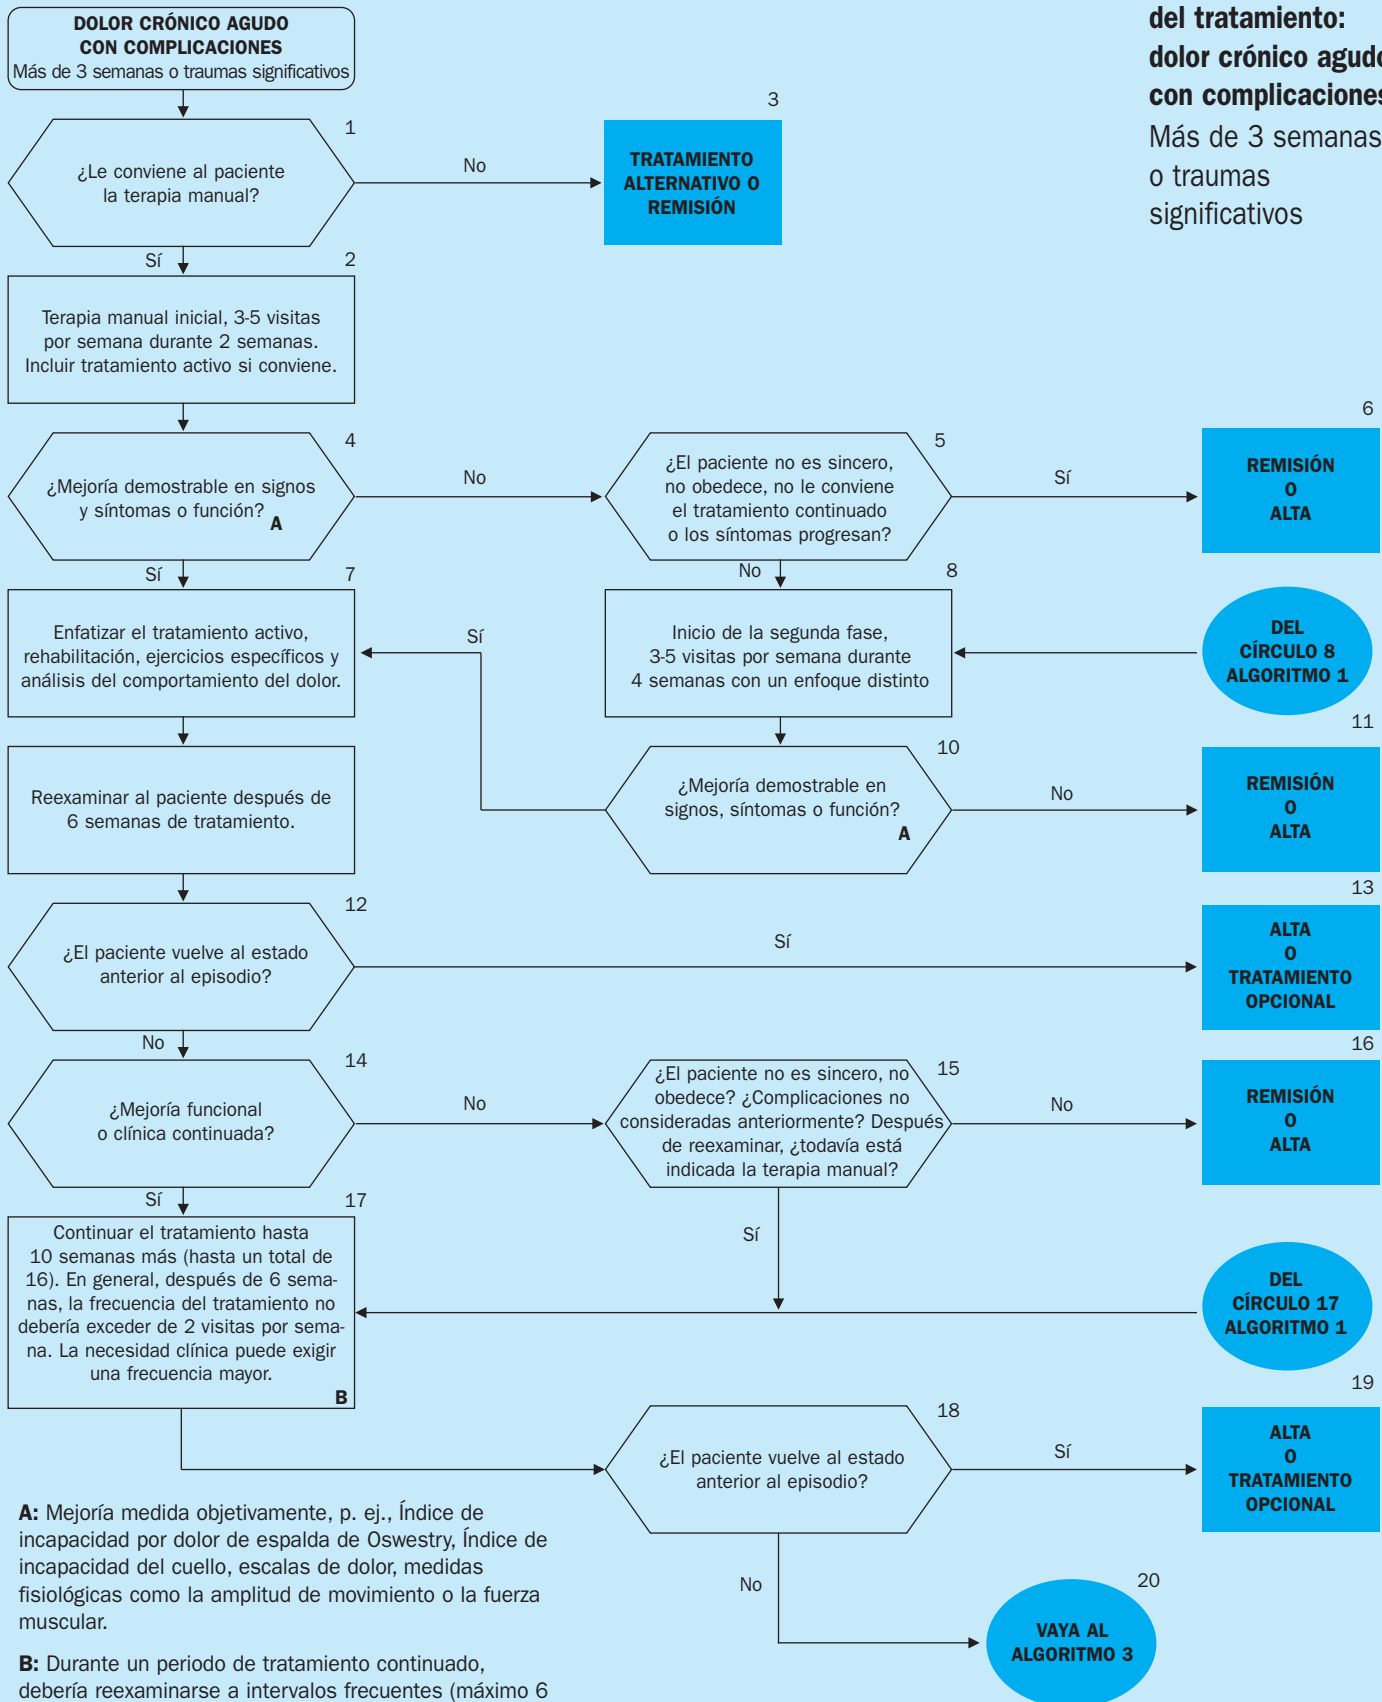 DOLOR CRÓNICO AGUDO
CON COMPLICACIONES
Más de 3 semanas o traumas significativos
del tratamiento:
dolor crónico agudo
con complicaciones
Más de 3 semanas
o traumas
significativos
1
¿Le conviene al paciente
la terapia manual?
No
3
TRATAMIENTO
ALTERNATIVO O
REMISIÓN
Sí
2
Terapia manual inicial, 3-5 visitas
por semana durante 2 semanas.
Incluir tratamiento activo si conviene.
4
¿Mejoría demostrable en signos
y síntomas o función?
A
No
5
¿El paciente no es sincero,
no obedece, no le conviene
el tratamiento continuado
o los síntomas progresan?
Sí
6
REMISIÓN
O
ALTA
Sí
7
Enfatizar el tratamiento activo,
rehabilitación, ejercicios específicos y
análisis del comportamiento del dolor.
Sí
No
8
Inicio de la segunda fase,
3-5 visitas por semana durante
4 semanas con un enfoque distinto
DEL
CÍRCULO 8
ALGORITMO 1
Reexaminar al paciente después de
6 semanas de tratamiento.
10
¿Mejoría demostrable en
signos, síntomas o función?
A
No
11
REMISIÓN
O
ALTA
12
¿El paciente vuelve al estado
anterior al episodio?
Sí
13
ALTA
O
TRATAMIENTO
OPCIONAL
No
14
¿Mejoría funcional
o clínica continuada?
No
15
¿El paciente no es sincero, no
obedece? ¿Complicaciones no
consideradas anteriormente? Después
de reexaminar, ¿todavía está
indicada la terapia manual?
No
16
REMISIÓN
O
ALTA
Sí
17
Continuar el tratamiento hasta
10 semanas más (hasta un total de
16). En general, después de 6 sema-
nas, la frecuencia del tratamiento no
debería exceder de 2 visitas por sema-
na. La necesidad clínica puede exigir
una frecuencia mayor.
B
Sí
DEL
CÍRCULO 17
ALGORITMO 1
18
¿El paciente vuelve al estado
anterior al episodio?
Sí
19
ALTA
O
TRATAMIENTO
OPCIONAL
No
20
VAYA AL
ALGORITMO 3
A: Mejoría medida objetivamente, p. ej., Índice de
incapacidad por dolor de espalda de Oswestry, Índice de
incapacidad del cuello, escalas de dolor, medidas
fisiológicas como la amplitud de movimiento o la fuerza
muscular.
B: Durante un periodo de tratamiento continuado,
debería reexaminarse a intervalos frecuentes (máximo 6